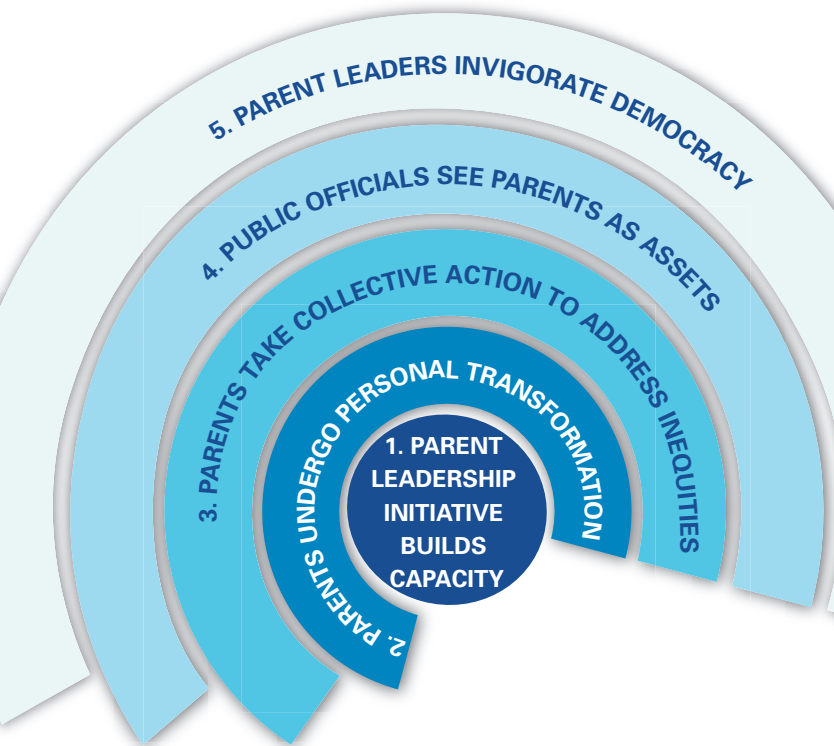 5. PARENT LEADERS INVIGORATE DEMOCRACY
4. PUBLIC OFFICIALS SEE PARENTS AS ASSETS
3. PARENTS TAKE COLLECTIVE ACTION TO ADDRESS INEQUITIES
2. PARENTS UNDERGO PERSONAL TRANSFORMATION
1. PARENT
LEADERSHIP
INITIATIVE
BUILDS
CAPACITY